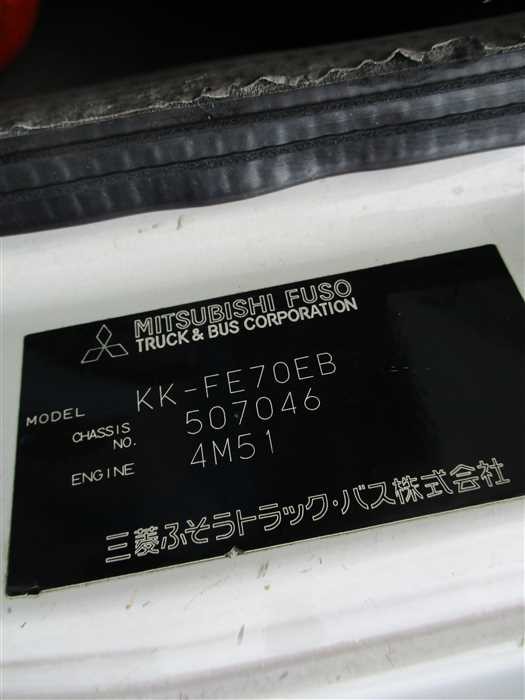 MITSUBISHI FUSO
TRUCK & BUS CORPORATION
MODEL KK-FE70EB
CHASSIS NO. 507046
ENGINE 4M51
三菱ふそうトラック・バス株式会社